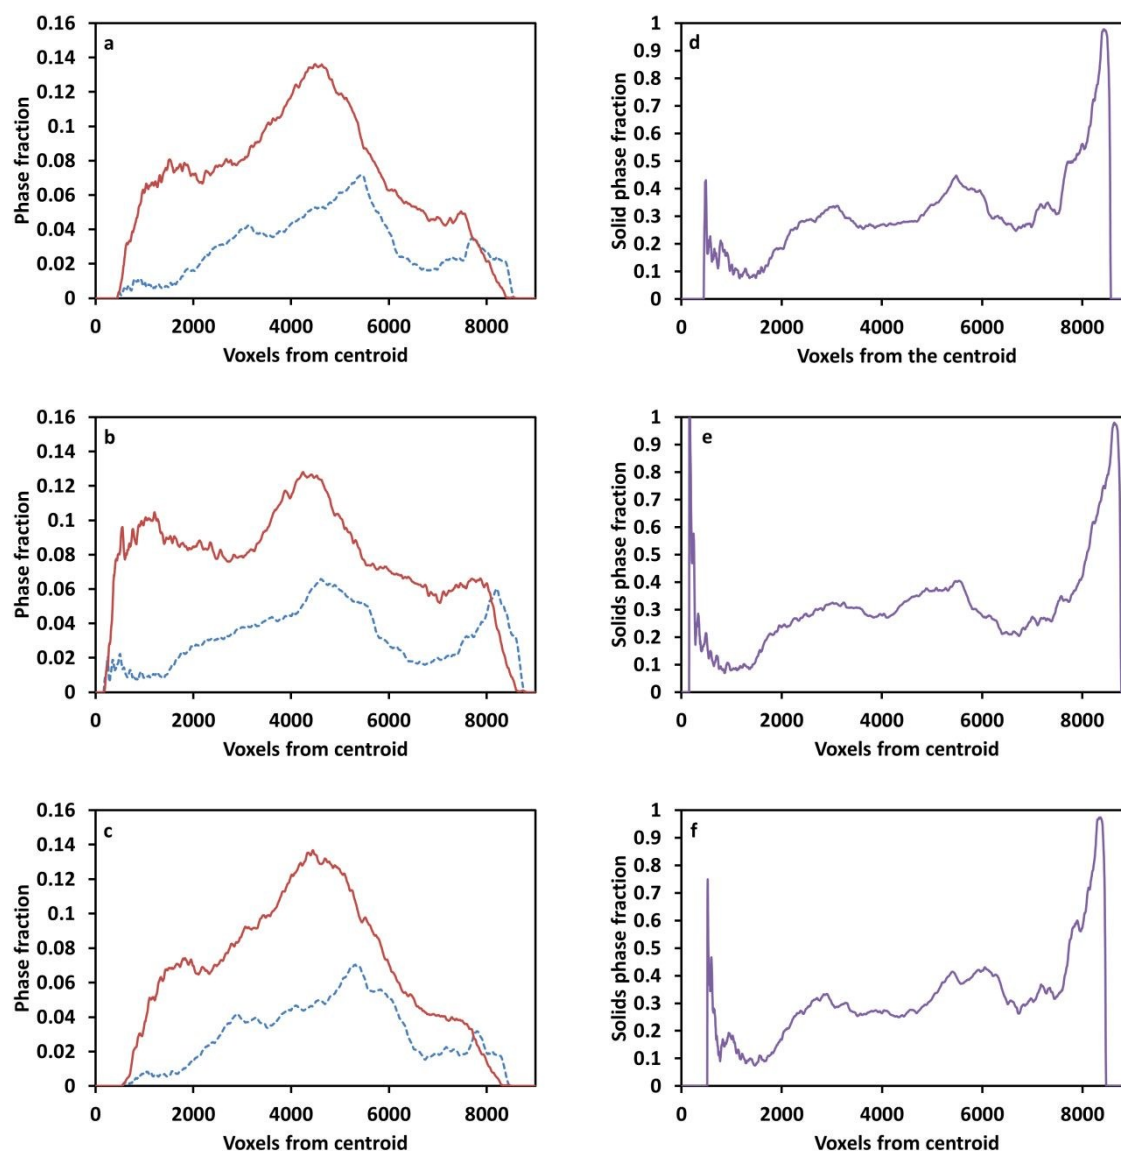 a
0.16
0.14
0.12
0.1
0.08
0.06
0.04
0.02
0
Phase fraction
0 2000 4000 6000 8000
Voxels from centroid
d
1
0.9
0.8
0.7
0.6
0.5
0.4
0.3
0.2
0.1
0
Solid phase fraction
0 2000 4000 6000 8000
Voxels from the centroid
b
0.16
0.14
0.12
0.1
0.08
0.06
0.04
0.02
0
Phase fraction
0 2000 4000 6000 8000
Voxels from centroid
e
1
0.9
0.8
0.7
0.6
0.5
0.4
0.3
0.2
0.1
0
Solids phase fraction
0 2000 4000 6000 8000
Voxels from centroid
c
0.16
0.14
0.12
0.1
0.08
0.06
0.04
0.02
0
Phase fraction
0 2000 4000 6000 8000
Voxels from centroid
f
1
0.9
0.8
0.7
0.6
0.5
0.4
0.3
0.2
0.1
0
Solids phase fraction
0 2000 4000 6000 8000
Voxels from centroid